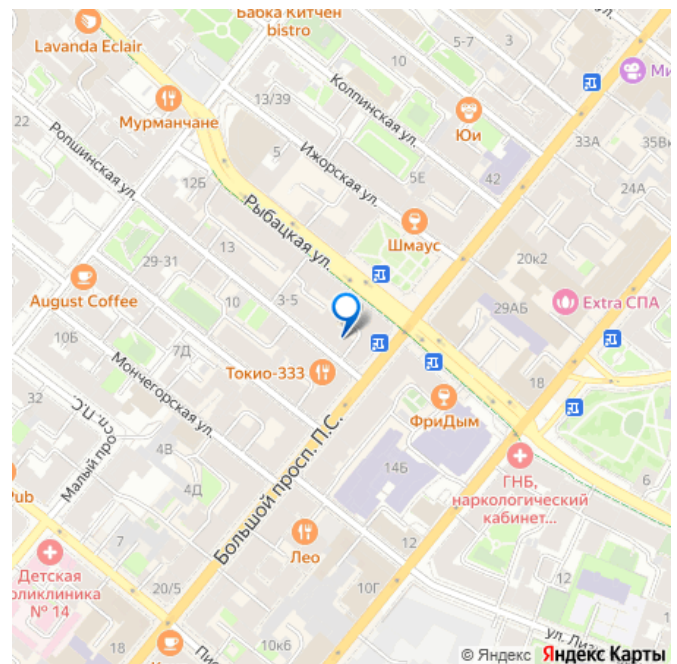 Бабка Китчен
bistro
Lavanda Eclair
5-7
3
10
Ми
13/39
Колпинская ул.
Мурманчане
Юи
22
33А
35Вк
Ропшинская ул.
5
Ижорская ул.
5Е
42
12Б
24А
Рыбацкая ул.
Шмаус
13
20к2
29-31
August Coffee
10
3-5
29АБ
Extra СПА
10Б
7Д
Токио-333
18
32
Мончегорская ул.
ФриДым
Малый просп. П.С.
4В
14Б
ГНБ,
наркологический
кабинет...
6
4Д
Pub
Большой просп. П.С.
7
Лео
12
Детская
оликлиника
№ 14
20/5
10Г
12
18
10к6
Пис
ул. Лиз
© Яндекс Яндекс Карты